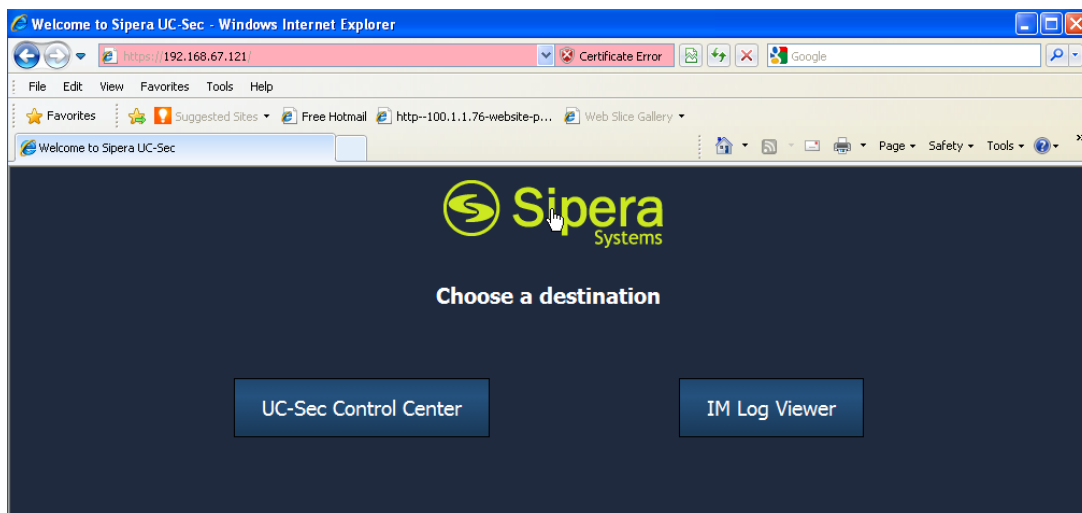 Welcome to Sipera UC-Sec - Windows Internet Explorer
https://192.168.67.121/ Certificate Error Google
File Edit View Favorites Tools Help
Favorites Suggested Sites Free Hotmail http--100.1.1.76-website-p... Web Slice Gallery
Welcome to Sipera UC-Sec Page Safety Tools »
Sipera
Systems
Choose a destination
UC-Sec Control Center IM Log Viewer